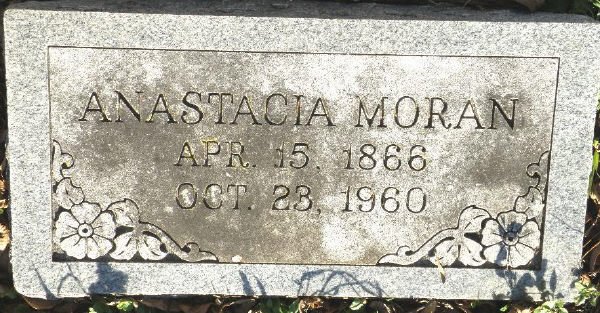 ANASTACIA MORAN
APR. 15, 1866
OCT. 23, 1960